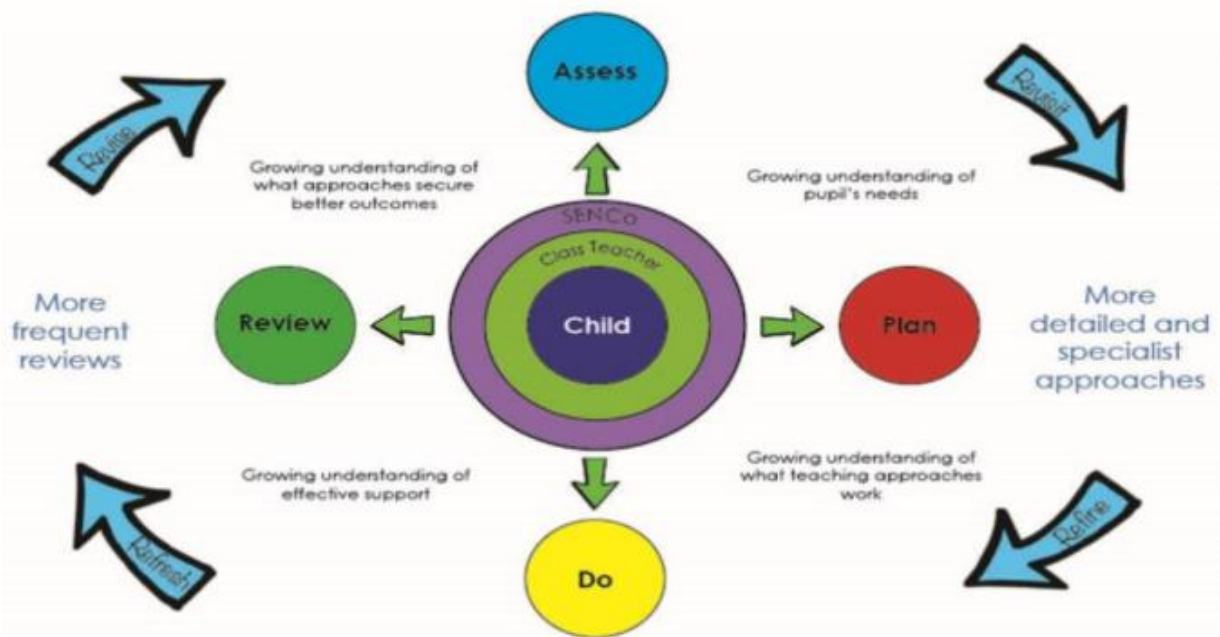 Assess
Revise
Revisit
Growing understanding of
what approaches secure
better outcomes
Growing understanding of
pupil's needs
SENCo
Class Teacher
Child
Review
Plan
More
frequent
reviews
More
detailed and
specialist
approaches
Growing understanding of
effective support
Growing understanding of
what teaching approaches
work
Refresh
Refine
Do